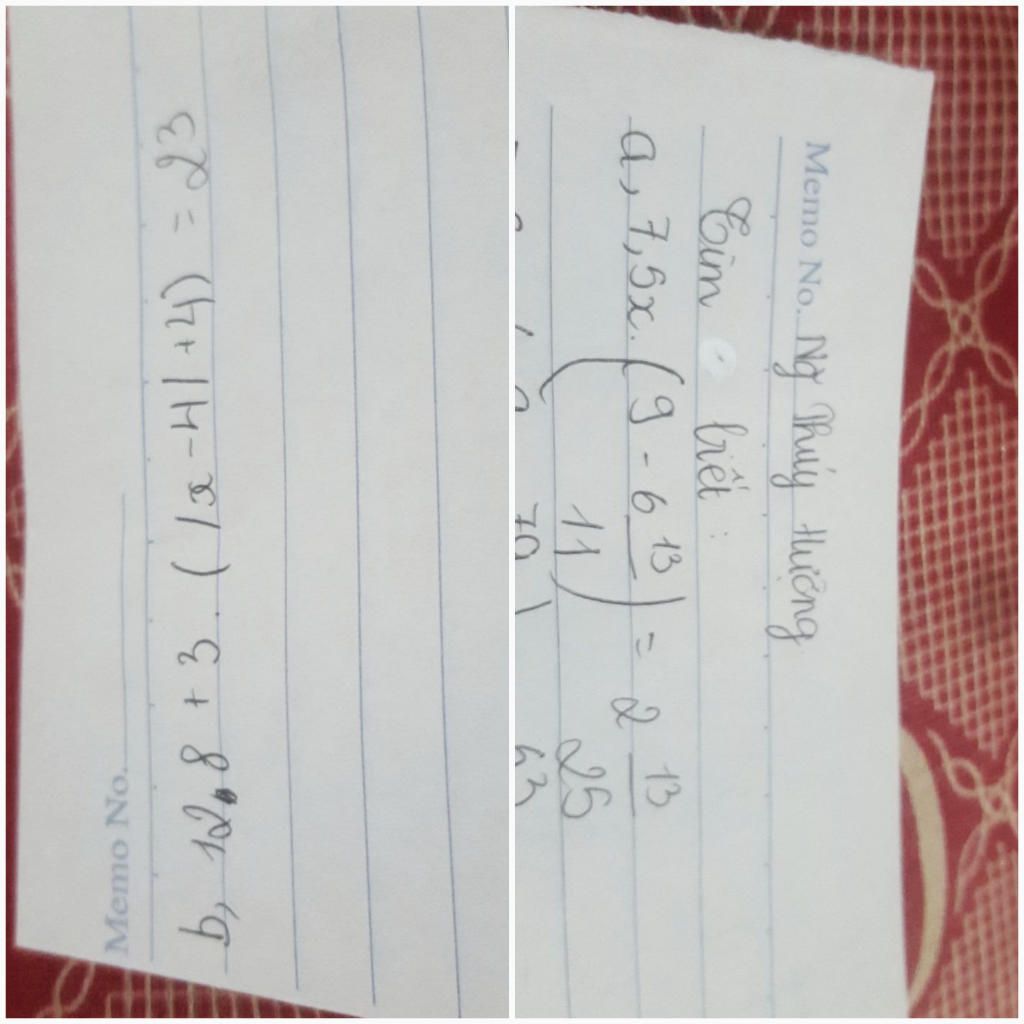 Memo No.
b, 12,8 + 3 . (|x - 4| + 4) = 23
Memo No. Ng Thúy Hường
Tìm biết :
a, 7,5x . (9 - 6 13/11) = 2 13/25